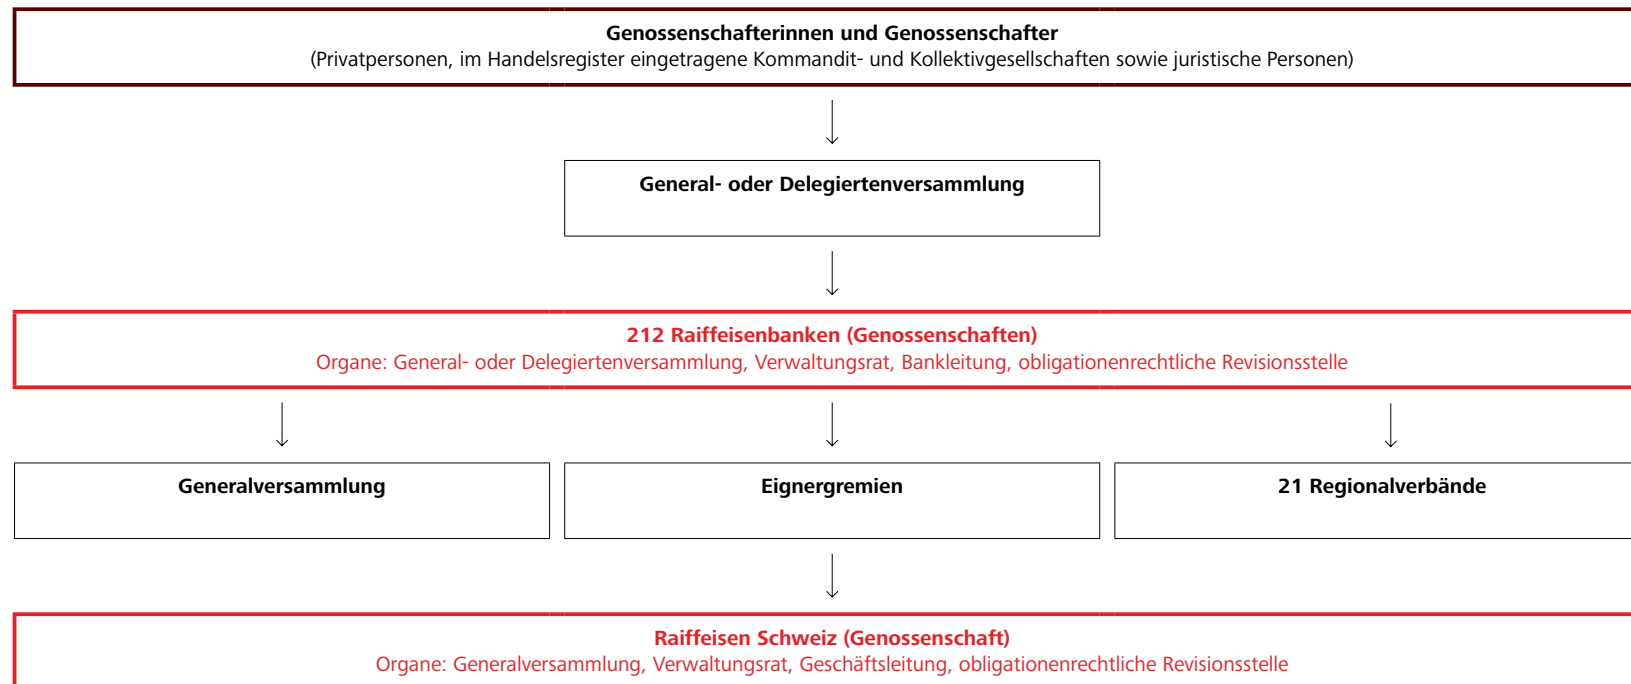 Genossenschafterinnen und Genossenschafter
(Privatpersonen, im Handelsregister eingetragene Kommandit- und Kollektivgesellschaften sowie juristische Personen)
General- oder Delegiertenversammlung
212 Raiffeisenbanken (Genossenschaften)
Organe: General- oder Delegiertenversammlung, Verwaltungsrat, Bankleitung, obligationenrechtliche Revisionsstelle
Generalversammlung
Eignergremien
21 Regionalverbände
Raiffeisen Schweiz (Genossenschaft)
Organe: Generalversammlung, Verwaltungsrat, Geschäftsleitung, obligationenrechtliche Revisionsstelle